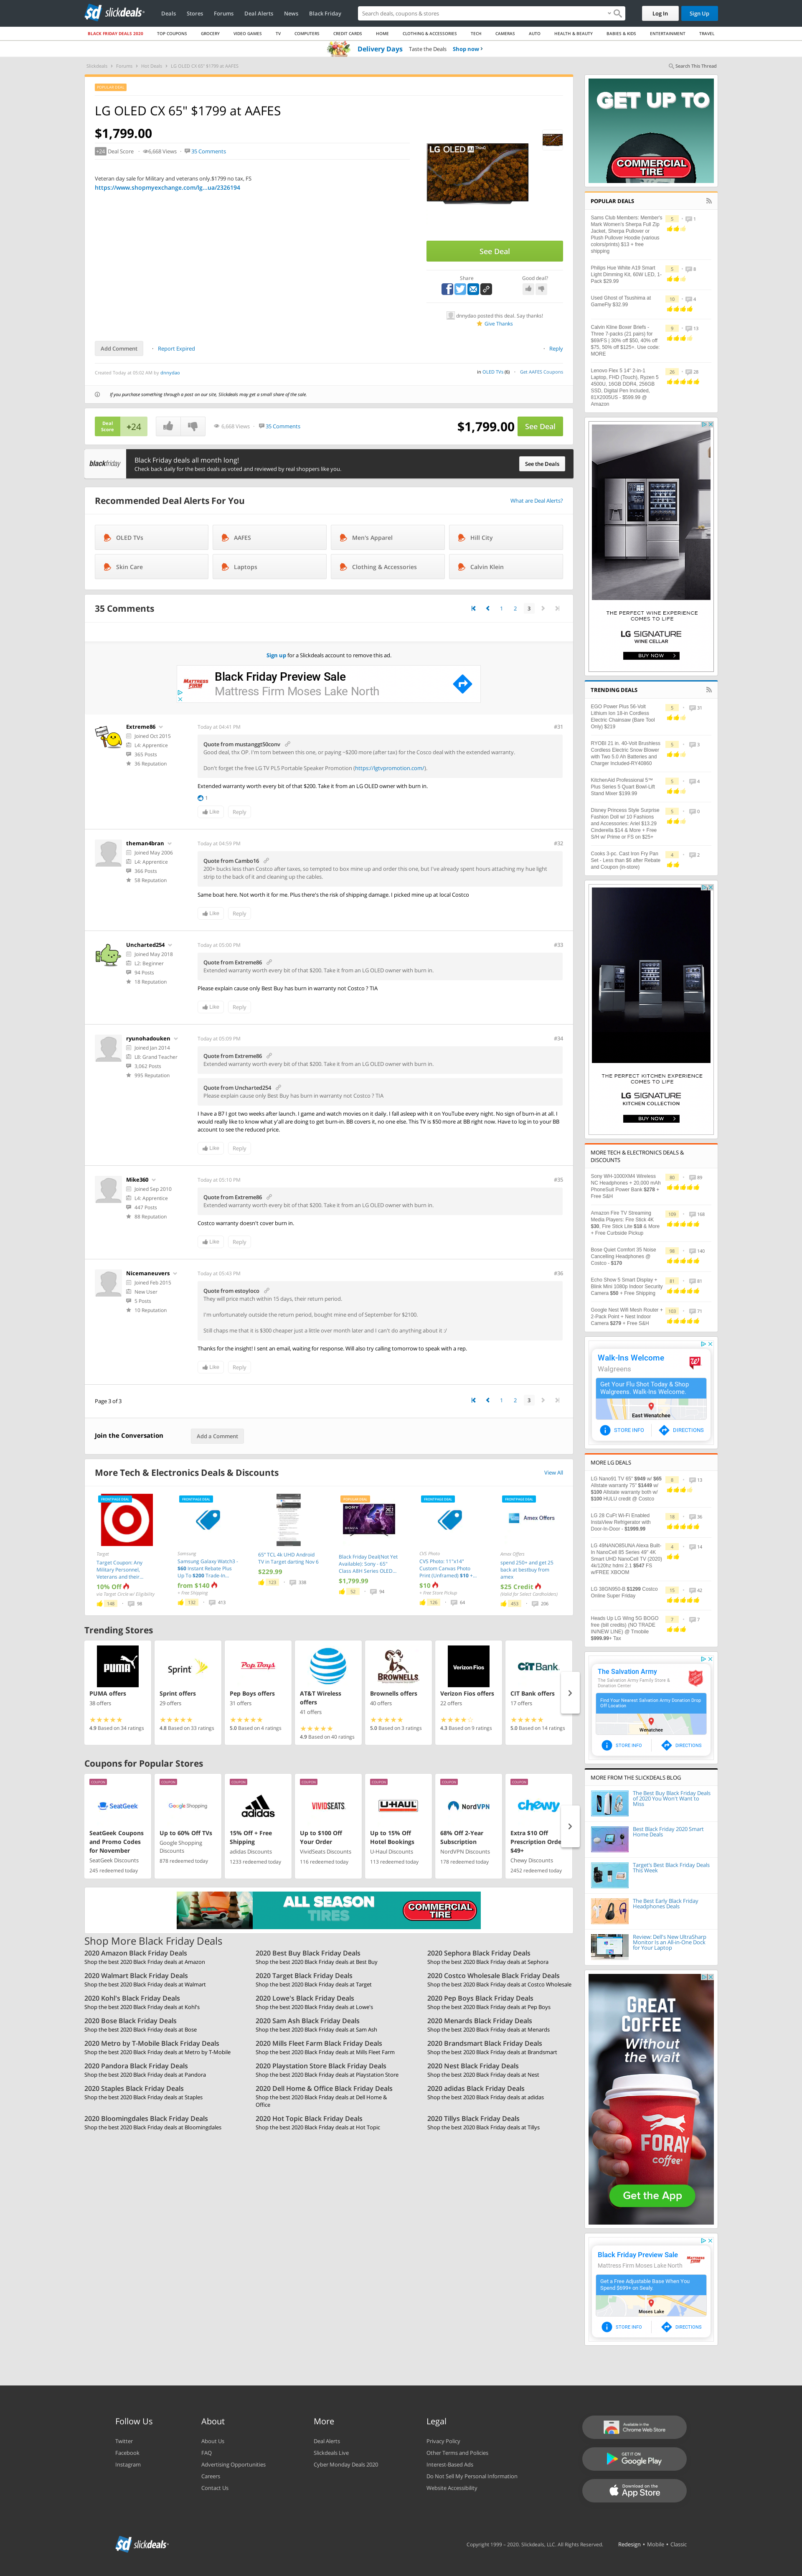 slickdeals
Deals Stores Forums Deal Alerts News Black Friday
Search deals, coupons & stores
Log In Sign Up
BLACK FRIDAY DEALS 2020 TOP COUPONS GROCERY VIDEO GAMES TV COMPUTERS CREDIT CARDS HOME CLOTHING & ACCESSORIES TECH CAMERAS AUTO HEALTH & BEAUTY BABIES & KIDS ENTERTAINMENT TRAVEL
Delivery Days Taste the Deals Shop now ›
Slickdeals › Forums › Hot Deals › LG OLED CX 65" $1799 at AAFES
Search This Thread
POPULAR DEAL
LG OLED CX 65" $1799 at AAFES
$1,799.00
+24 Deal Score 6,668 Views 35 Comments
Veteran day sale for Military and veterans only.$1799 no tax, FS
https://www.shopmyexchange.com/lg...ua/2326194
LG OLED AI ThinQ
See Deal
Share Good deal?
dmydao posted this deal. Say thanks!
Give Thanks
Add Comment Report Expired Reply
Created Today at 05:02 AM by dmydao
in OLED TVs (6) Get AAFES Coupons
If you purchase something through a post on our site, Slickdeals may get a small share of the sale.
Deal Score +24 6,668 Views 35 Comments $1,799.00 See Deal
blackfriday
Black Friday deals all month long!
Check back daily for the best deals as voted and reviewed by real shoppers like you.
See the Deals
Recommended Deal Alerts For You
What are Deal Alerts?
OLED TVs AAFES Men's Apparel Hill City
Skin Care Laptops Clothing & Accessories Calvin Klein
35 Comments
1 2 3
Sign up for a Slickdeals account to remove this ad.
MATTRESS FIRM
Black Friday Preview Sale
Mattress Firm Moses Lake North
Extreme86
Joined Oct 2015
L4: Apprentice
365 Posts
36 Reputation
Today at 04:41 PM #31
Quote from mustanggt50conv
Good deal, thx OP. I'm torn between this one, or paying ~$200 more (after tax) for the Costco deal with the extended warranty.
Don't forget the free LG TV PL5 Portable Speaker Promotion (https://lgtvpromotion.com/).
Extended warranty worth every bit of that $200. Take it from an LG OLED owner with burn in.
1
Like Reply
theman4bran
Joined May 2006
L4: Apprentice
366 Posts
58 Reputation
Today at 04:59 PM #32
Quote from Cambo16
200+ bucks less than Costco after taxes, so tempted to box mine up and order this one, but I've already spent hours attaching my hue light strip to the back of it and cleaning up the cables.
Same boat here. Not worth it for me. Plus there's the risk of shipping damage. I picked mine up at local Costco
Like Reply
Uncharted254
Joined May 2018
L2: Beginner
94 Posts
18 Reputation
Today at 05:00 PM #33
Quote from Extreme86
Extended warranty worth every bit of that $200. Take it from an LG OLED owner with burn in.
Please explain cause only Best Buy has burn in warranty not Costco ? TIA
Like Reply
ryunohadouken
Joined Jan 2014
L8: Grand Teacher
3,062 Posts
995 Reputation
Today at 05:09 PM #34
Quote from Extreme86
Extended warranty worth every bit of that $200. Take it from an LG OLED owner with burn in.
Quote from Uncharted254
Please explain cause only Best Buy has burn in warranty not Costco ? TIA
I have a B7 I got two weeks after launch. I game and watch movies on daily. I fall asleep with it on YouTube every night. No sign of burn-in at all. I would really like to know what y'all are doing to get burn-in. BB covers it, no one else. This TV is $50 more at BB right now. Have to log in to your BB account to see the reduced price.
Like Reply
Mike360
Joined Sep 2010
L4: Apprentice
447 Posts
88 Reputation
Today at 05:10 PM #35
Quote from Extreme86
Extended warranty worth every bit of that $200. Take it from an LG OLED owner with burn in.
Costco warranty doesn't cover burn in.
Like Reply
Nicemaneuvers
Joined Feb 2015
New User
5 Posts
10 Reputation
Today at 05:43 PM #36
Quote from estoyloco
They will price match within 15 days, their return period.
I'm unfortunately outside the return period, bought mine end of September for $2100.
Still chaps me that it is $300 cheaper just a little over month later and I can't do anything about it :/
Thanks for the insight! I sent an email, waiting for response. Will also try calling tomorrow to speak with a rep.
Like Reply
Page 3 of 3
1 2 3
Join the Conversation
Add a Comment
More Tech & Electronics Deals & Discounts
View All
Target
Target Coupon: Any Military Personnel, Veterans and their...
10% Off
via Target Circle w/ Eligibility
148 98
Samsung
Samsung Galaxy Watch3 - $60 Instant Rebate Plus Up To $200 Trade In...
from $140
+ Free Shipping
132 413
65" TCL 4k UHD Android TV in Target starting Nov 6
$229.99
123 338
Black Friday Deal(Not Yet Available): Sony - 65" Class A8H Series OLED...
$1,799.99
52 94
CVS Photo
CVS Photo: 11"x14" Custom Canvas Photo Print (Unframed) $10 +...
$10
+ Free Store Pickup
126 64
Amex Offers
Amex Offers
spend 250+ and get 25 back at bestbuy from amex
$25 Credit
(Valid for Select Cardholders)
453 20K
Trending Stores
PUMA offers
38 offers
4.9 Based on 34 ratings
Sprint offers
29 offers
4.8 Based on 33 ratings
Pep Boys offers
31 offers
5.0 Based on 4 ratings
AT&T Wireless offers
41 offers
4.9 Based on 40 ratings
Brownells offers
40 offers
5.0 Based on 3 ratings
Verizon Fios offers
22 offers
4.3 Based on 9 ratings
CIT Bank offers
17 offers
5.0 Based on 14 ratings
Coupons for Popular Stores
SeatGeek Coupons and Promo Codes for November
SeatGeek Discounts
245 redeemed today
Up to 60% Off TVs
Google Shopping Discounts
878 redeemed today
15% Off + Free Shipping
adidas Discounts
1233 redeemed today
Up to $100 Off Your Order
VividSeats Discounts
116 redeemed today
Up to 15% Off Hotel Bookings
U-Haul Discounts
113 redeemed today
68% Off 2-Year Subscription
NordVPN Discounts
178 redeemed today
Extra $10 Off Prescription Orde $49+
Chewy Discounts
2452 redeemed today
ALL SEASON TIRES COMMERCIAL TIRE
Shop More Black Friday Deals
2020 Amazon Black Friday Deals
Shop the best 2020 Black Friday deals at Amazon
2020 Best Buy Black Friday Deals
Shop the best 2020 Black Friday deals at Best Buy
2020 Sephora Black Friday Deals
Shop the best 2020 Black Friday deals at Sephora
2020 Walmart Black Friday Deals
Shop the best 2020 Black Friday deals at Walmart
2020 Target Black Friday Deals
Shop the best 2020 Black Friday deals at Target
2020 Costco Wholesale Black Friday Deals
Shop the best 2020 Black Friday deals at Costco Wholesale
2020 Kohl's Black Friday Deals
Shop the best 2020 Black Friday deals at Kohl's
2020 Lowe's Black Friday Deals
Shop the best 2020 Black Friday deals at Lowe's
2020 Pep Boys Black Friday Deals
Shop the best 2020 Black Friday deals at Pep Boys
2020 Bose Black Friday Deals
Shop the best 2020 Black Friday deals at Bose
2020 Sam Ash Black Friday Deals
Shop the best 2020 Black Friday deals at Sam Ash
2020 Menards Black Friday Deals
Shop the best 2020 Black Friday deals at Menards
2020 Metro by T-Mobile Black Friday Deals
Shop the best 2020 Black Friday deals at Metro by T-Mobile
2020 Mills Fleet Farm Black Friday Deals
Shop the best 2020 Black Friday deals at Mills Fleet Farm
2020 Brandsmart Black Friday Deals
Shop the best 2020 Black Friday deals at Brandsmart
2020 Pandora Black Friday Deals
Shop the best 2020 Black Friday deals at Pandora
2020 Playstation Store Black Friday Deals
Shop the best 2020 Black Friday deals at Playstation Store
2020 Nest Black Friday Deals
Shop the best 2020 Black Friday deals at Nest
2020 Staples Black Friday Deals
Shop the best 2020 Black Friday deals at Staples
2020 Dell Home & Office Black Friday Deals
Shop the best 2020 Black Friday deals at Dell Home & Office
2020 adidas Black Friday Deals
Shop the best 2020 Black Friday deals at adidas
2020 Bloomingdales Black Friday Deals
Shop the best 2020 Black Friday deals at Bloomingdales
2020 Hot Topic Black Friday Deals
Shop the best 2020 Black Friday deals at Hot Topic
2020 Tillys Black Friday Deals
Shop the best 2020 Black Friday deals at Tillys
GET UP TO
COMMERCIAL TIRE
POPULAR DEALS
Sams Club Members: Member's Mark Women's Sherpa Full Zip Jacket, Sherpa Pullover or Plush Pullover Hoodie (various colors/prints) $13 + free shipping
5 1
Philips Hue White A19 Smart Light Dimming Kit, 60W LED, 1-Pack $29.99
5 8
Used Ghost of Tsushima at GameFly $32.99
10 4
Calvin Kline Boxer Briefs - Three 7-packs (21 pairs) for $69/FS | 30% off $50, 40% off $75, 50% off $125+. Use code: MORE
9 13
Lenovo Flex 5 14" 2-in-1 Laptop, FHD (Touch), Ryzen 5 4500U, 16GB DDR4, 256GB SSD, Digital Pen Included, 81X2005US - $599.99 @ Amazon
26 28
THE PERFECT WINE EXPERIENCE COMES TO LIFE
LG SIGNATURE
WINE CELLAR
BUY NOW
TRENDING DEALS
EGO Power Plus 56-Volt Lithium Ion 18-in Cordless Electric Chainsaw (Bare Tool Only) $219
5 31
RYOBI 21 in. 40-Volt Brushless Cordless Electric Snow Blower with Two 5.0 Ah Batteries and Charger Included-RY40860
5 3
KitchenAid Professional 5™ Plus Series 5 Quart Bowl-Lift Stand Mixer $199.99
5 4
Disney Princess Style Surprise Fashion Doll w/ 10 Fashions and Accessories: Ariel $13.29 Cinderella $14 & More + Free S/H w/ Prime or FS on $25+
5 0
Cooks 3-pc. Cast Iron Fry Pan Set - Less than $8 after Rebate and Coupon (in-store)
4 2
THE PERFECT KITCHEN EXPERIENCE COMES TO LIFE
LG SIGNATURE
KITCHEN COLLECTION
BUY NOW
MORE TECH & ELECTRONICS DEALS & DISCOUNTS
Sony WH-1000XM4 Wireless NC Headphones + 20,000 mAh PhoneSuit Power Bank $278 + Free S&H
80 89
Amazon Fire TV Streaming Media Players: Fire Stick 4K $30, Fire Stick Lite $18 & More + Free Curbside Pickup
109 168
Bose Quiet Comfort 35 Noise Cancelling Headphones @ Costco - $170
98 140
Echo Show 5 Smart Display + Blink Mini 1080p Indoor Security Camera $50 + Free Shipping
81 81
Google Nest Wifi Mesh Router + 2-Pack Point + Nest Indoor Camera $279 + Free S&H
103 71
Walk-Ins Welcome
Walgreens
Get Your Flu Shot Today & Shop Walgreens. Walk-Ins Welcome.
East Wenatchee
STORE INFO DIRECTIONS
MORE LG DEALS
LG Nano91 TV 65" $949 w/ $65 Allstate warranty 75" $1449 w/ $100 Allstate warranty both w/ $100 HULU credit @ Costco
8 13
LG 28 CuFt Wi-Fi Enabled InstaView Refrigerator with Door-In-Door - $1999.99
18 36
LG 49NANO85UNA Alexa Built-In NanoCell 85 Series 49" 4K Smart UHD NanoCell TV (2020) 4k/120hz hdmi 2.1 $547 FS w/FREE XBOOM
4 14
LG 38GN950-B $1299 Costco Online Super Friday
15 42
Heads Up LG Wing 5G BOGO free (bill credits) (NO TRADE IN/NEW LINE) @ Tmobile $999.99+ Tax
7 7
The Salvation Army
The Salvation Army Family Store & Donation Center
Find Your Nearest Salvation Army Donation Drop Off Location
Wenatchee
STORE INFO DIRECTIONS
MORE FROM THE SLICKDEALS BLOG
The Best Buy Black Friday Deals of 2020 You Won't Want to Miss
Best Black Friday 2020 Smart Home Deals
Target's Best Black Friday Deals This Week
The Best Early Black Friday Headphones Deals
Review: Dell's New UltraSharp Monitor Is an All-in-One Dock for Your Laptop
GREAT COFFEE
Without the wait
FORAY coffee
Get the App
Black Friday Preview Sale
Mattress Firm Moses Lake North
Get a Free Adjustable Base When You Spend $699+ on Sealy.
Moses Lake
STORE INFO DIRECTIONS
Follow Us
Twitter
Facebook
Instagram
About
About Us
FAQ
Advertising Opportunities
Careers
Contact Us
More
Deal Alerts
Slickdeals Live
Cyber Monday Deals 2020
Legal
Privacy Policy
Other Terms and Policies
Interest-Based Ads
Do Not Sell My Personal Information
Website Accessibility
Available in the Chrome Web Store
GET IT ON Google Play
Download on the App Store
slickdeals
Copyright 1999 - 2020. Slickdeals, LLC. All Rights Reserved. Redesign • Mobile • Classic